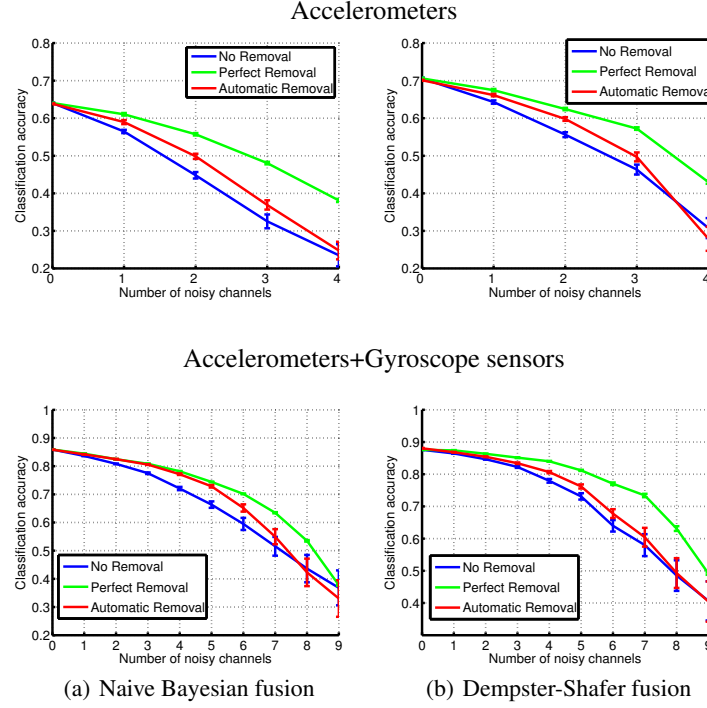 Accelerometers
0.8
0.7
0.6
0.5
0.4
0.3
0.2
0 1 2 3 4
Classification accuracy
Number of noisy channels
No Removal
Perfect Removal
Automatic Removal
0.8
0.7
0.6
0.5
0.4
0.3
0.2
0 1 2 3 4
Classification accuracy
Number of noisy channels
No Removal
Perfect Removal
Automatic Removal
Accelerometers+Gyroscope sensors
1
0.9
0.8
0.7
0.6
0.5
0.4
0.3
0.2
0 1 2 3 4 5 6 7 8 9
Classification accuracy
Number of noisy channels
No Removal
Perfect Removal
Automatic Removal
1
0.9
0.8
0.7
0.6
0.5
0.4
0 1 2 3 4 5 6 7 8 9
Classification accuracy
Number of noisy channels
No Removal
Perfect Removal
Automatic Removal
(a) Naive Bayesian fusion
(b) Dempster-Shafer fusion